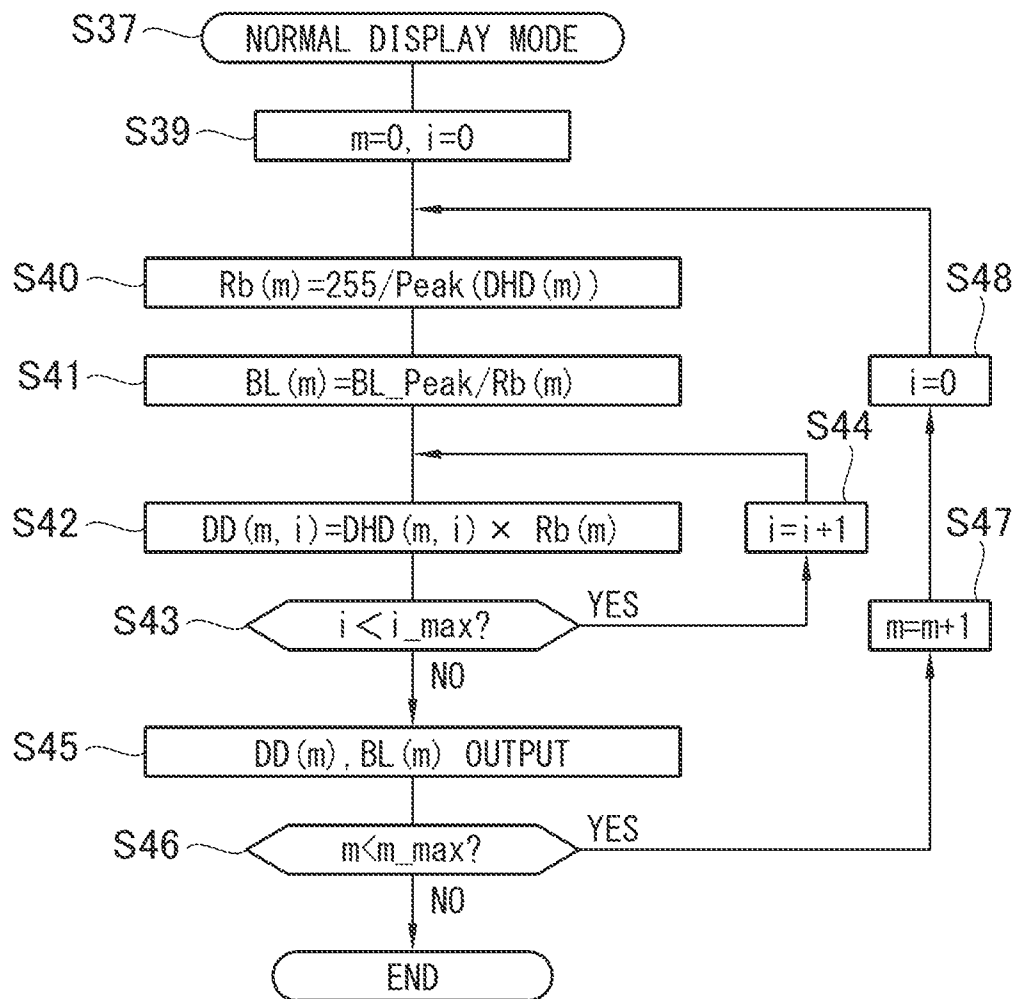 S37
NORMAL DISPLAY MODE
S39
m=0, i=0
S40
Rb(m)=255/Peak(DHD(m))
S48
i=0
S41
BL(m)=BL_Peak/Rb(m)
S44
i=i+1
S42
DD(m, i)=DHD(m, i) × Rb(m)
S47
m=m+1
S43
i<i_max?
YES
NO
S45
DD(m), BL(m) OUTPUT
S46
m<m_max?
YES
NO
END